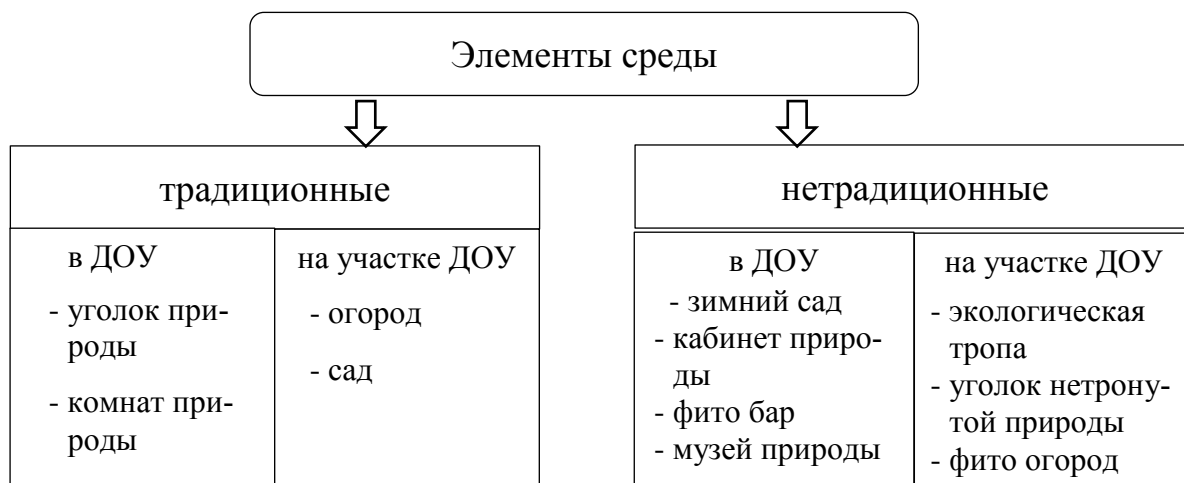 Элементы среды
традиционные
в ДОУ
- уголок при-
роды
- комнат при-
роды
на участке ДОУ
- огород
- сад
нетрадиционные
в ДОУ
- зимний сад
- кабинет приро-
ды
- фито бар
- музей природы
на участке ДОУ
- экологическая
тропа
- уголок нетрону-
той природы
- фито огород